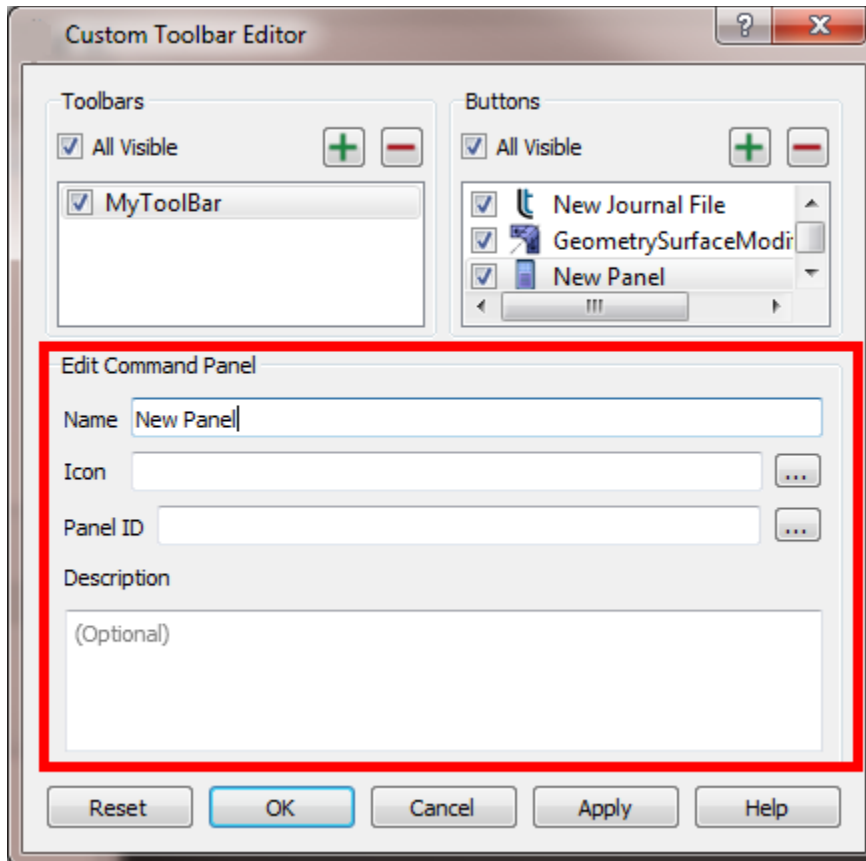 Custom Toolbar Editor
Toolbars
All Visible
MyToolBar
Buttons
All Visible
New Journal File
GeometrySurfaceModif
New Panel
Edit Command Panel
Name New Panel
Icon ...
Panel ID ...
Description
(Optional)
Reset OK Cancel Apply Help